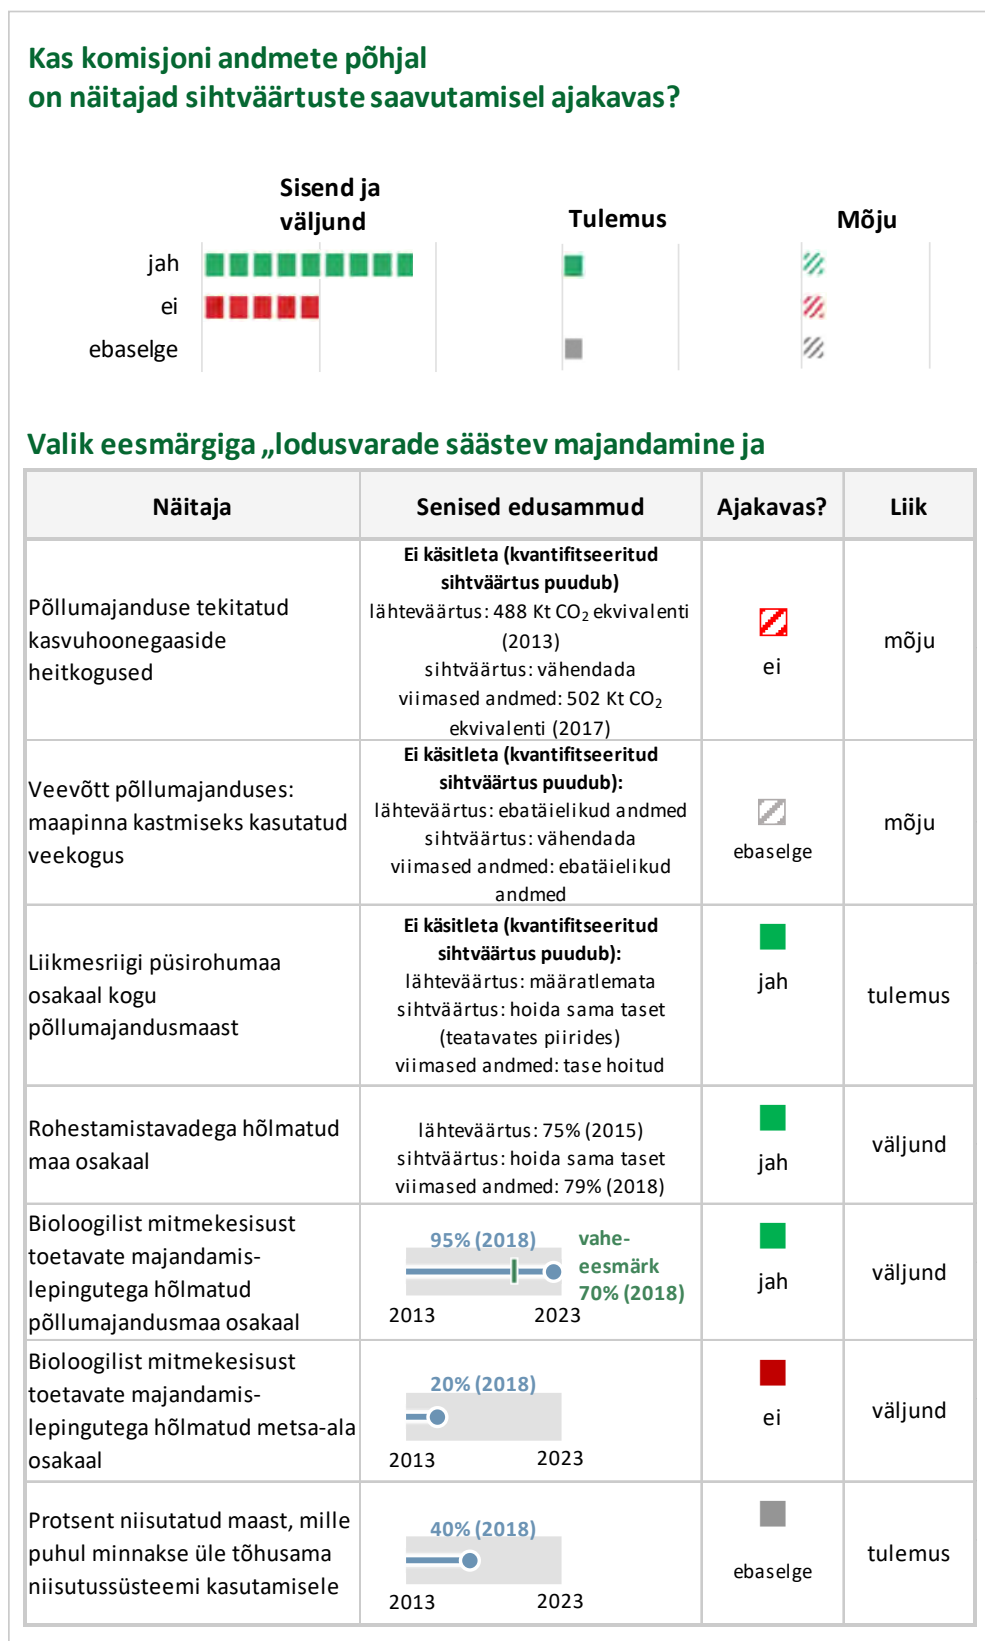 Kas komisjoni andmete põhjal
on näitajad sihtväärtuste saavutamisel ajakavas?
Sisend ja
väljund
Tulemus
Mõju
jah
ei
ebaselge
Valik eesmärgiga „lodusvarade säästev majandamine ja
Näitaja
Senised edusammud
Ajakavas?
Liik
Põllumajanduse tekitatud
kasvuhoonegaaside
heitkogused
Ei käsitleta (kvantifitseeritud
sihtväärtus puudub)
lähteväärtus: 488 Kt CO₂ ekvivalenti
(2013)
sihtväärtus: vähendada
viimased andmed: 502 Kt CO₂
ekvivalenti (2017)
ei
mõju
Veevõtt põllumajanduses:
maapinna kastmiseks kasutatud
veekogus
Ei käsitleta (kvantifitseeritud
sihtväärtus puudub):
lähteväärtus: ebatäielikud andmed
sihtväärtus: vähendada
viimased andmed: ebatäielikud
andmed
ebaselge
mõju
Liikmesriigi püsirohumaa
osakaal kogu
põllumajandusmaast
Ei käsitleta (kvantifitseeritud
sihtväärtus puudub):
lähteväärtus: määratlemata
sihtväärtus: hoida sama taset
(teatavates piirides)
viimased andmed: tase hoitud
jah
tulemus
Rohestamistavadega hõlmatud
maa osakaal
lähteväärtus: 75% (2015)
sihtväärtus: hoida sama taset
viimased andmed: 79% (2018)
jah
väljund
Bioloogilist mitmekesisust
toetavate majandamis-
lepingutega hõlmatud
põllumajandusmaa osakaal
95% (2018)
vahe-
eesmärk
70% (2018)
2013
2023
jah
väljund
Bioloogilist mitmekesisust
toetavate majandamis-
lepingutega hõlmatud metsa-ala
osakaal
20% (2018)
2013
2023
ei
väljund
Protsent niisutatud maast, mille
puhul minnakse üle tõhusama
niisutussüsteemi kasutamisele
40% (2018)
2013
2023
ebaselge
tulemus